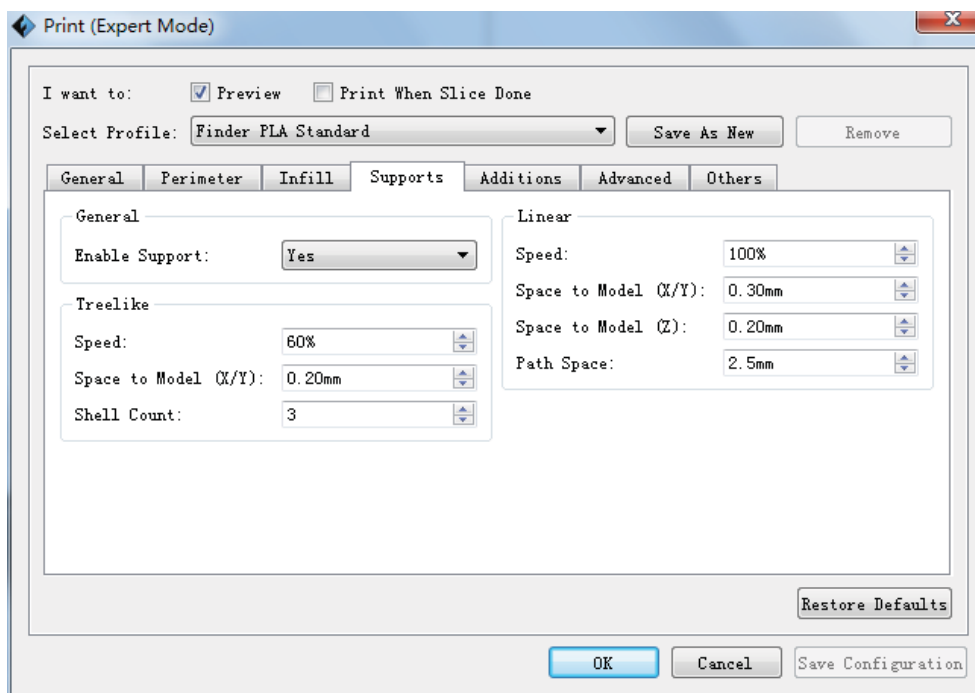 Print (Expert Mode)
I want to: Preview Print When Slice Done
Select Profile: Finder PLA Standard Save As New Remove
General Perimeter Infill Supports Additions Advanced Others
General
Enable Support: Yes
Treelike
Speed: 60%
Space to Model (X/Y): 0.20mm
Shell Count: 3
Linear
Speed: 100%
Space to Model (X/Y): 0.30mm
Space to Model (Z): 0.20mm
Path Space: 2.5mm
Restore Defaults
OK Cancel Save Configuration